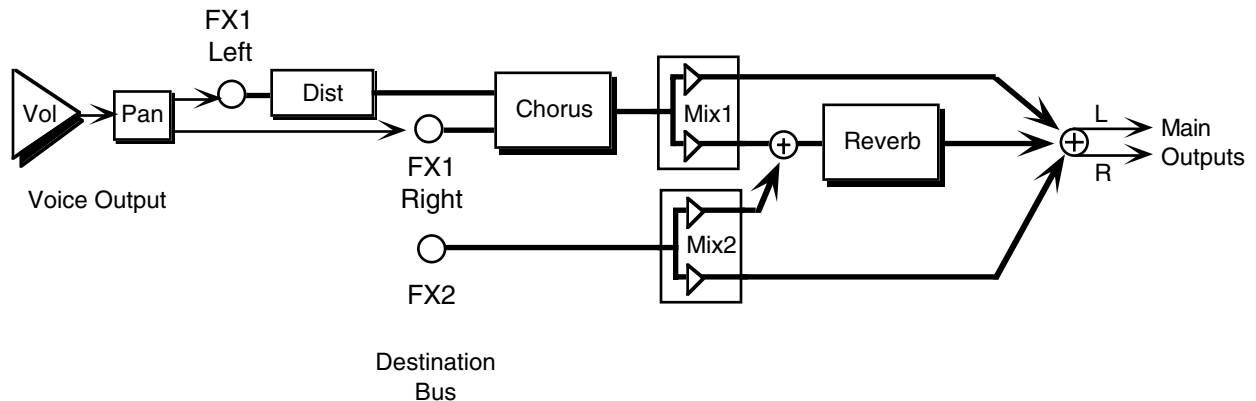 FX1
Left
Vol
Pan
Dist
Chorus
Mix1
Reverb
L
R
Main
Outputs
FX1
Right
Voice Output
Mix2
FX2
Destination
Bus